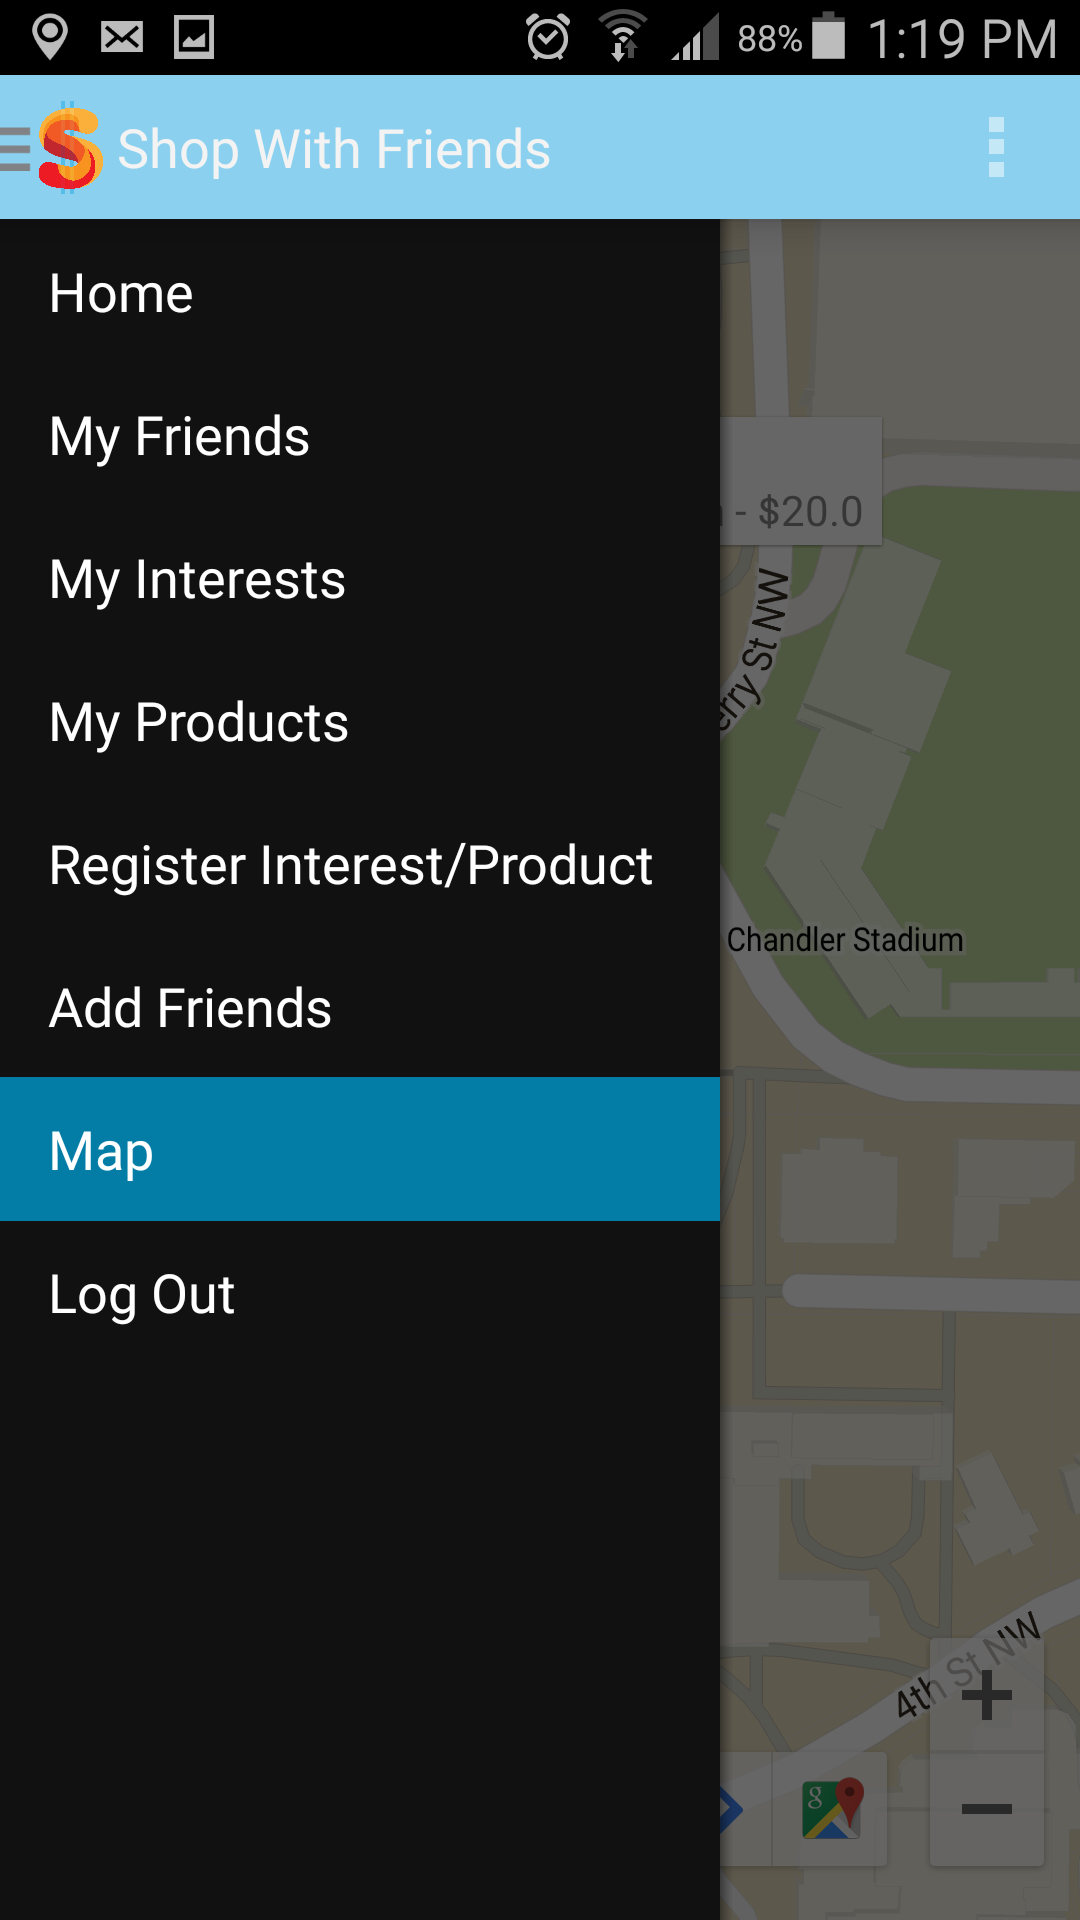 88% 1:19 PM
Shop With Friends
Home
My Friends
- $20.0
My Interests
St NW
My Products
Register Interest/Product
Chandler Stadium
Add Friends
Map
Log Out
4th St NW
+
-
g